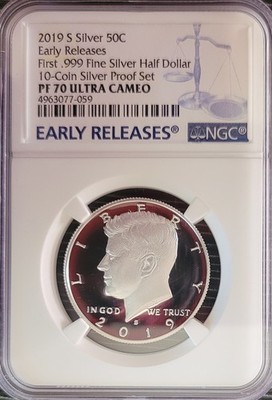 2019 S Silver 50C
Early Releases
First .999 Fine Silver Half Dollar
10-Coin Silver Proof Set
PF 70 ULTRA CAMEO
4963077-059
EARLY RELEASES®
NGC®
LIBERTY
IN GOD WE TRUST
S
2019